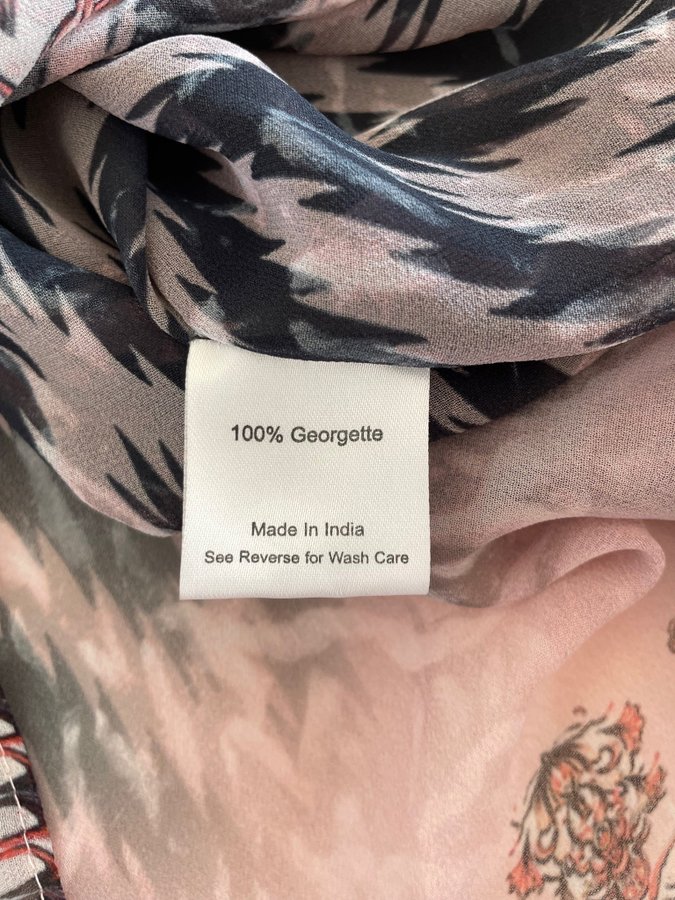 100% Georgette
Made In India
See Reverse for Wash Care